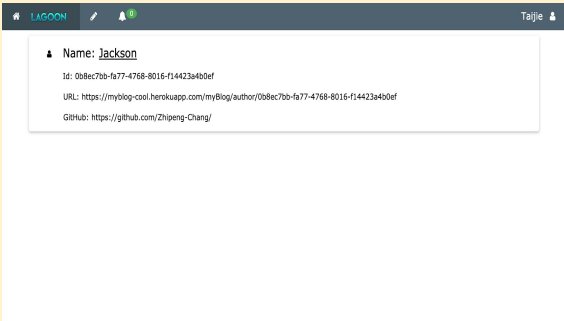 LAGOON 0 Taijie
Name: Jackson
Id: 0b8ec7bb-fa77-4768-8016-f14423a4b0ef
URL: https://myblog-cool.herokuapp.com/myBlog/author/0b8ec7bb-fa77-4768-8016-f14423a4b0ef
GitHub: https://github.com/Zhipeng-Chang/